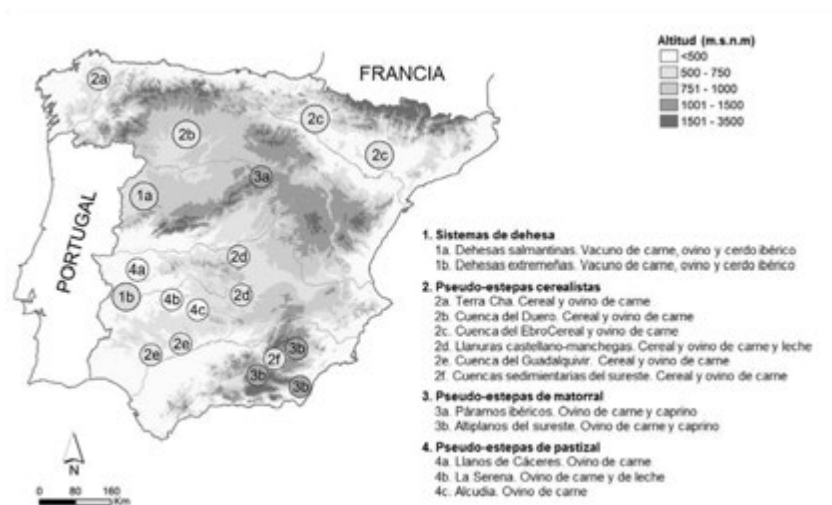 Altitud (m.s.n.m)
<500
500 - 750
751 - 1000
1001 - 1500
1501 - 3500
FRANCIA
PORTUGAL
2a
2b
2c
2c
3a
1a
4a
2d
1b
4b
4c
2d
2e
2e
2f
3b
3b
3b
N
0 80 160
Km
1. Sistemas de dehesa
1a. Dehesas salmantinas. Vacuno de carne, ovino y cerdo ibérico
1b. Dehesas extremeñas. Vacuno de carne, ovino y cerdo ibérico
2. Pseudo-estepas cerealistas
2a. Terra Cha. Cereal y ovino de carne
2b. Cuenca del Duero. Cereal y ovino de carne
2c. Cuenca del EbroCereal y ovino de carne
2d. Llanuras castellano-manchegas. Cereal y ovino de carne y leche
2e. Cuenca del Guadalquivir. Cereal y ovino de carne
2f. Cuencas sedimentarias del sureste. Cereal y ovino de carne
3. Pseudo-estepas de matorral
3a. Páramos ibéricos. Ovino de carne y caprino
3b. Altiplanos del sureste. Ovino de carne y caprino
4. Pseudo-estepas de pastizal
4a. Llanos de Cáceres. Ovino de carne
4b. La Serena. Ovino de carne y de leche
4c. Alcudia. Ovino de carne